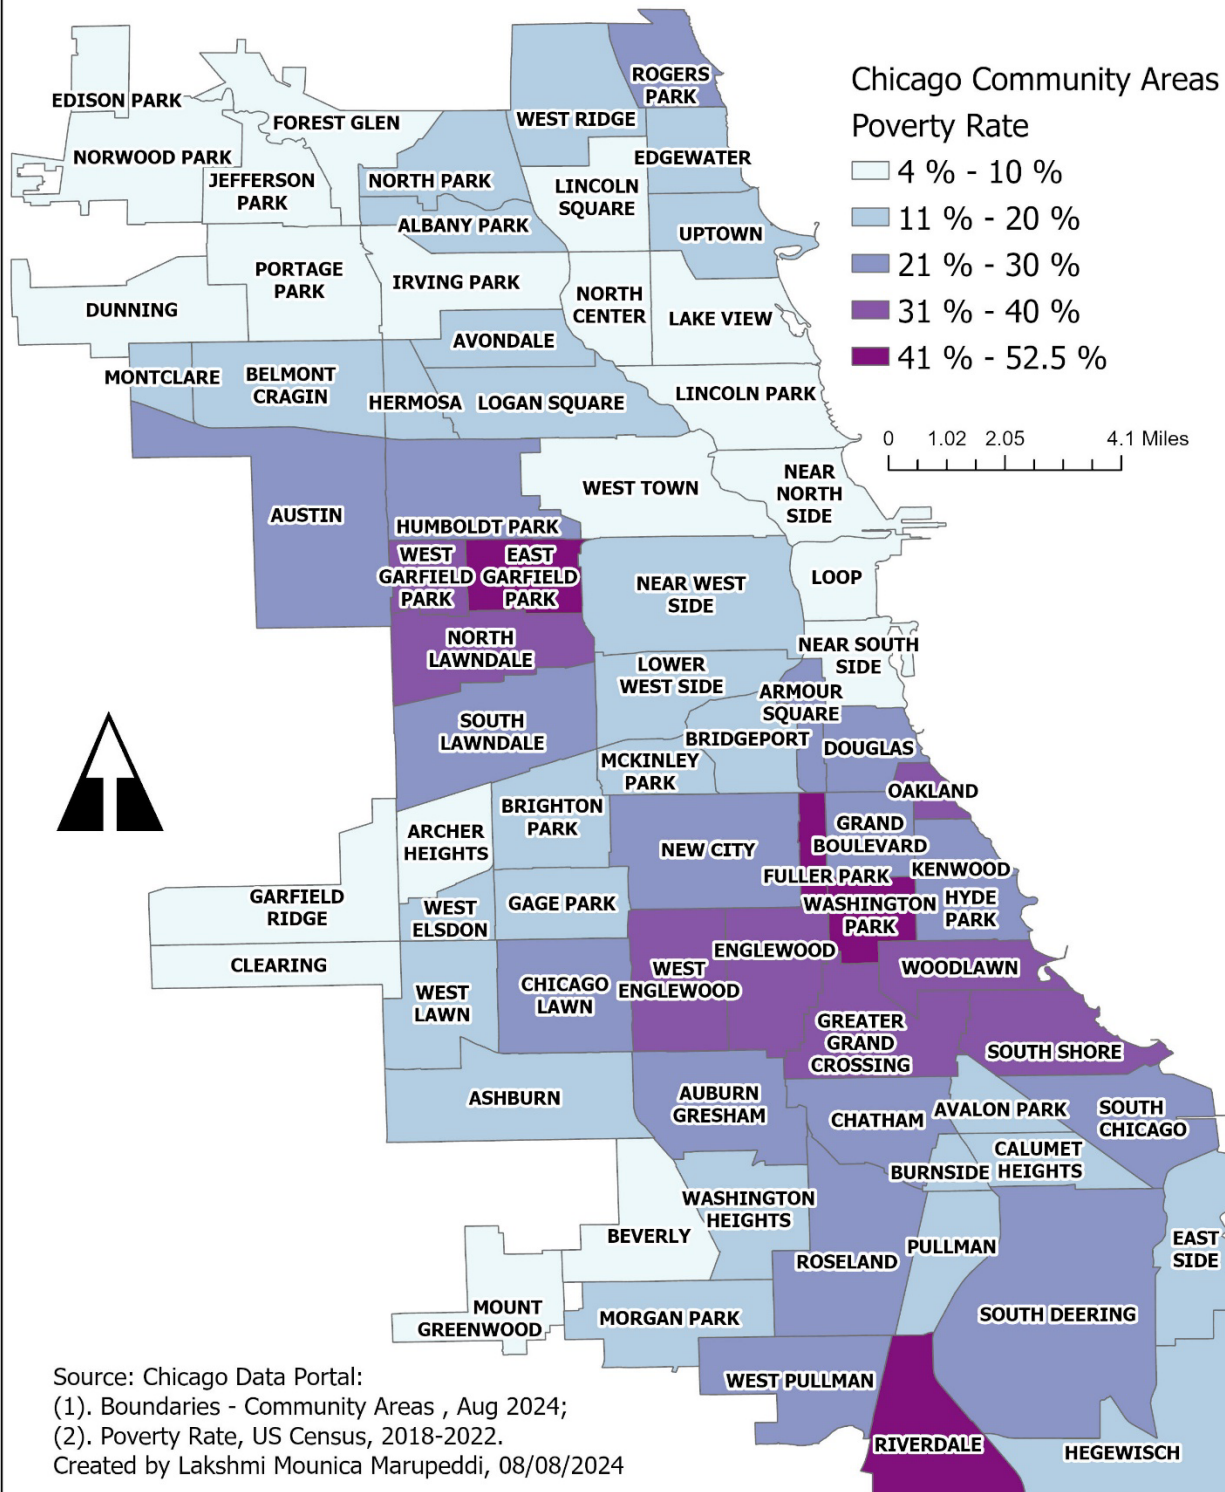 Chicago Community Areas
Poverty Rate
4 % - 10 %
11 % - 20 %
21 % - 30 %
31 % - 40 %
41 % - 52.5 %
0 1.02 2.05 4.1 Miles
ROGERS
PARK
EDISON PARK
WEST RIDGE
FOREST GLEN
NORWOOD PARK
EDGEWATER
JEFFERSON
PARK
NORTH PARK
LINCOLN
SQUARE
ALBANY PARK
UPTOWN
PORTAGE
PARK
IRVING PARK
DUNNING
NORTH
CENTER
LAKE VIEW
AVONDALE
MONTCLARE
BELMONT
CRAGIN
HERMOSA
LOGAN SQUARE
LINCOLN PARK
WEST TOWN
NEAR
NORTH
SIDE
AUSTIN
HUMBOLDT PARK
WEST
GARFIELD
PARK
EAST
GARFIELD
PARK
NEAR WEST
SIDE
LOOP
NORTH
LAWNDALE
NEAR SOUTH
SIDE
LOWER
WEST SIDE
ARMOUR
SQUARE
SOUTH
LAWNDALE
BRIDGEPORT
DOUGLAS
MCKINLEY
PARK
OAKLAND
BRIGHTON
PARK
ARCHER
HEIGHTS
GRAND
BOULEVARD
NEW CITY
FULLER PARK
KENWOOD
GARFIELD
RIDGE
WEST
ELSDON
GAGE PARK
WASHINGTON
PARK
HYDE
PARK
ENGLEWOOD
CLEARING
WEST
ENGLEWOOD
WOODLAWN
WEST
LAWN
CHICAGO
LAWN
GREATER
GRAND
CROSSING
SOUTH SHORE
ASHBURN
AUBURN
GRESHAM
CHATHAM
AVALON PARK
SOUTH
CHICAGO
BURNSIDE
CALUMET
HEIGHTS
WASHINGTON
HEIGHTS
BEVERLY
ROSELAND
PULLMAN
EAST
SIDE
MOUNT
GREENWOOD
MORGAN PARK
SOUTH DEERING
WEST PULLMAN
RIVERDALE
HEGEWISCH
Source: Chicago Data Portal:
(1). Boundaries - Community Areas , Aug 2024;
(2). Poverty Rate, US Census, 2018-2022.
Created by Lakshmi Mounica Marupeddi, 08/08/2024